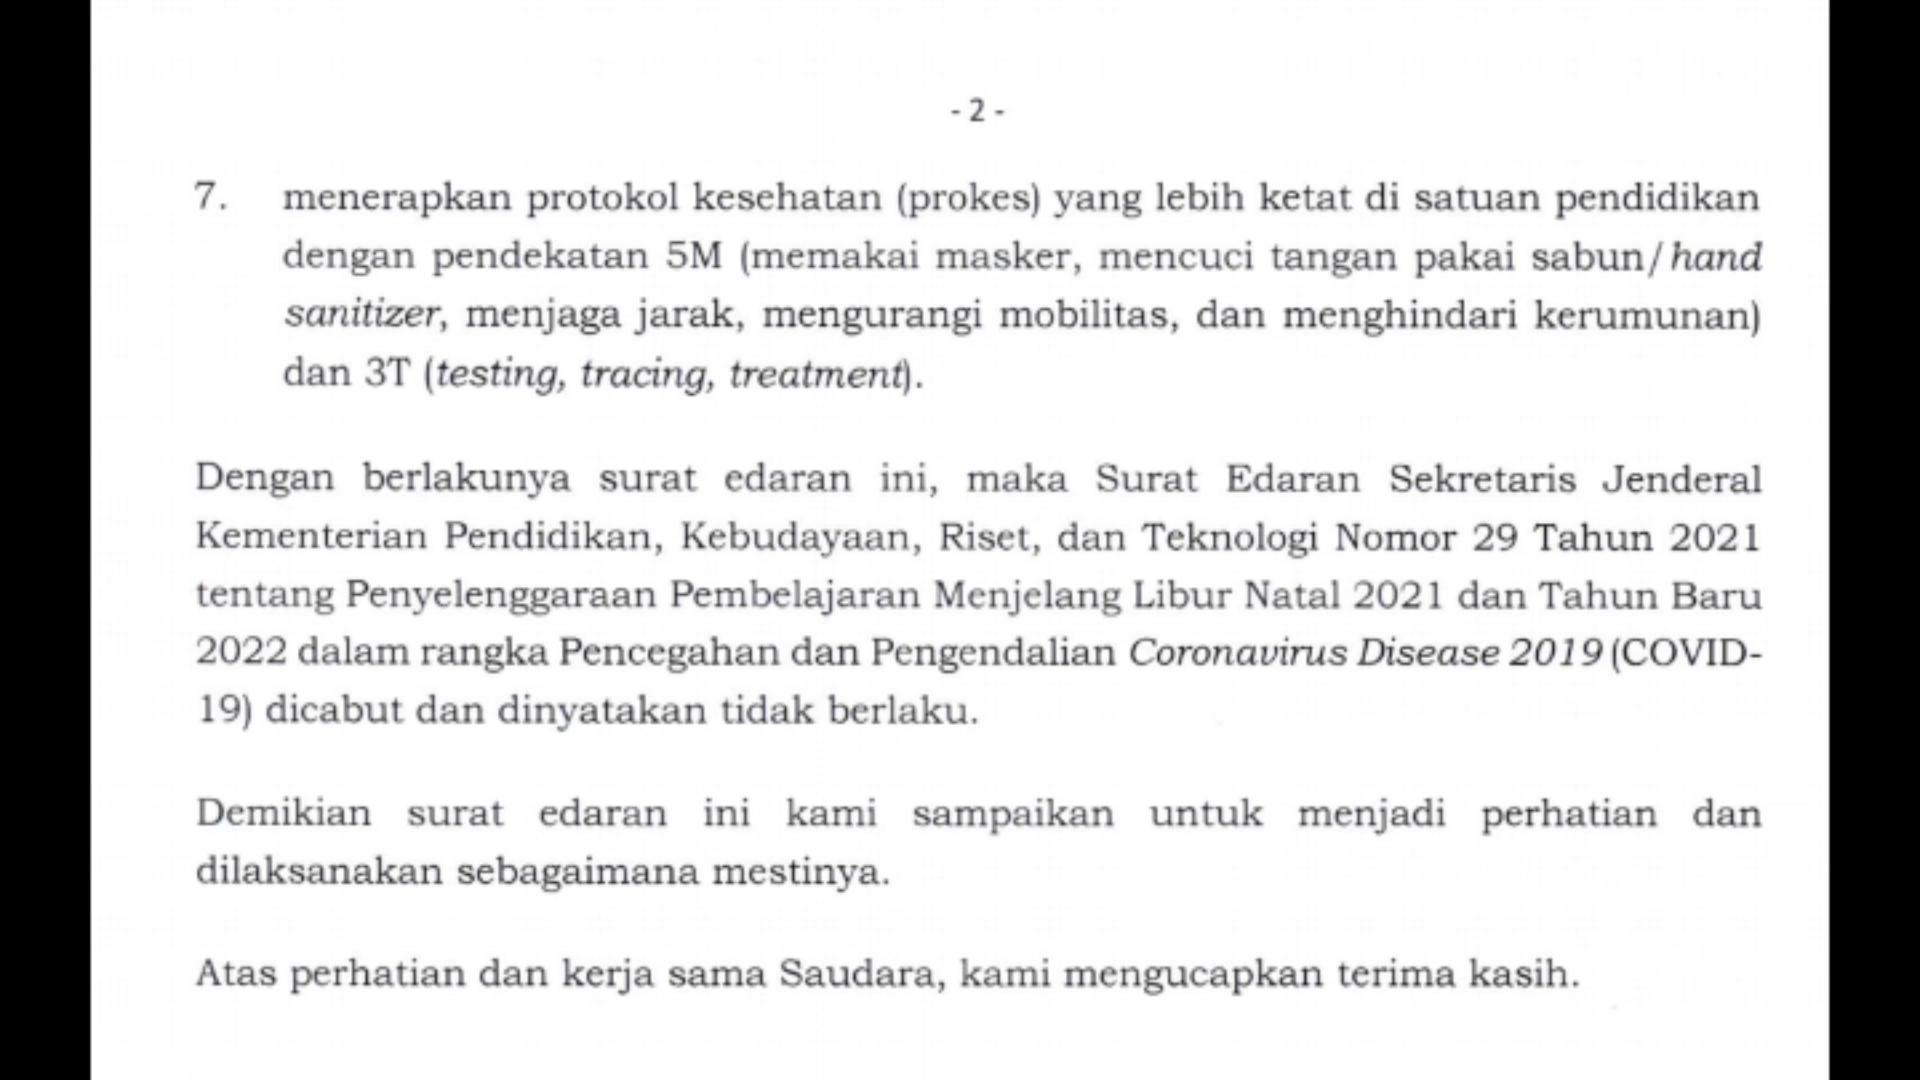 - 2 -
7. menerapkan protokol kesehatan (prokes) yang lebih ketat di satuan pendidikan
dengan pendekatan 5M (memakai masker, mencuci tangan pakai sabun/hand
sanitizer, menjaga jarak, mengurangi mobilitas, dan menghindari kerumunan)
dan 3T (testing, tracing, treatment).
Dengan berlakunya surat edaran ini, maka Surat Edaran Sekretaris Jenderal
Kementerian Pendidikan, Kebudayaan, Riset, dan Teknologi Nomor 29 Tahun 2021
tentang Penyelenggaraan Pembelajaran Menjelang Libur Natal 2021 dan Tahun Baru
2022 dalam rangka Pencegahan dan Pengendalian Coronavirus Disease 2019 (COVID-
19) dicabut dan dinyatakan tidak berlaku.
Demikian surat edaran ini kami sampaikan untuk menjadi perhatian dan
dilaksanakan sebagaimana mestinya.
Atas perhatian dan kerja sama Saudara, kami mengucapkan terima kasih.